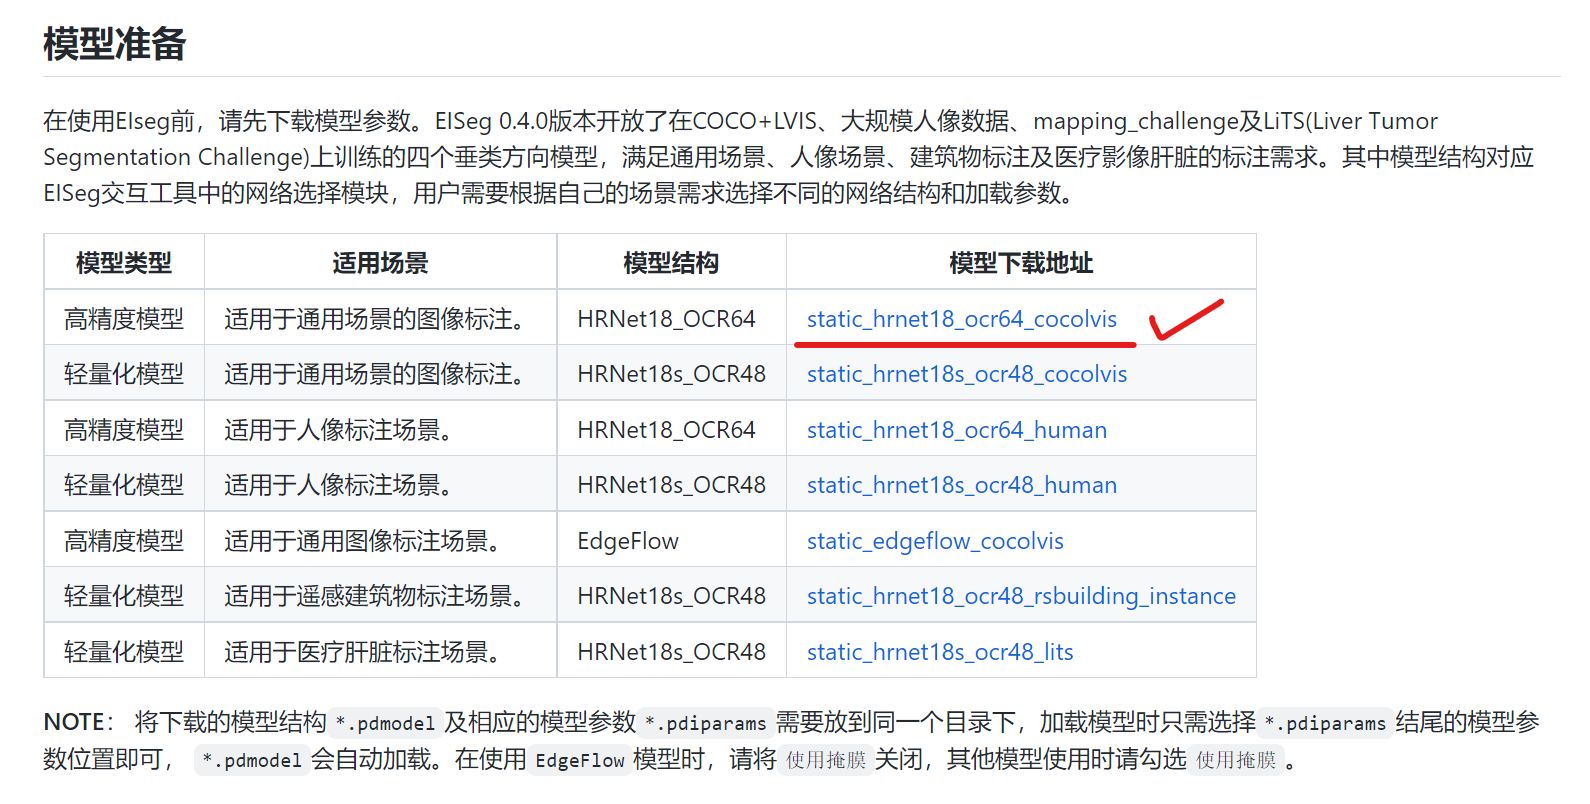 模型准备
在使用EIseg前，请先下载模型参数。EISeg 0.4.0版本开放了在COCO+LVIS、大规模人像数据、mapping_challenge及LiTS(Liver Tumor
Segmentation Challenge)上训练的四个垂类方向模型，满足通用场景、人像场景、建筑物标注及医疗影像肝脏的标注需求。其中模型结构对应
EISeg交互工具中的网络选择模块，用户需要根据自己的场景需求选择不同的网络结构和加载参数。
模型类型 适用场景 模型结构 模型下载地址
高精度模型 适用于通用场景的图像标注。 HRNet18_OCR64 static_hrnet18_ocr64_cocolvis
轻量化模型 适用于通用场景的图像标注。 HRNet18s_OCR48 static_hrnet18s_ocr48_cocolvis
高精度模型 适用于人像标注场景。 HRNet18_OCR64 static_hrnet18_ocr64_human
轻量化模型 适用于人像标注场景。 HRNet18s_OCR48 static_hrnet18s_ocr48_human
高精度模型 适用于通用图像标注场景。 EdgeFlow static_edgeflow_cocolvis
轻量化模型 适用于遥感建筑物标注场景。 HRNet18s_OCR48 static_hrnet18_ocr48_rsbuilding_instance
轻量化模型 适用于医疗肝脏标注场景。 HRNet18s_OCR48 static_hrnet18s_ocr48_lits
NOTE： 将下载的模型结构 *.pdmodel 及相应的模型参数 *.pdiparams 需要放到同一个目录下，加载模型时只需选择 *.pdiparams 结尾的模型参
数位置即可， *.pdmodel 会自动加载。在使用 EdgeFlow 模型时，请将 使用掩膜 关闭，其他模型使用时请勾选 使用掩膜 。